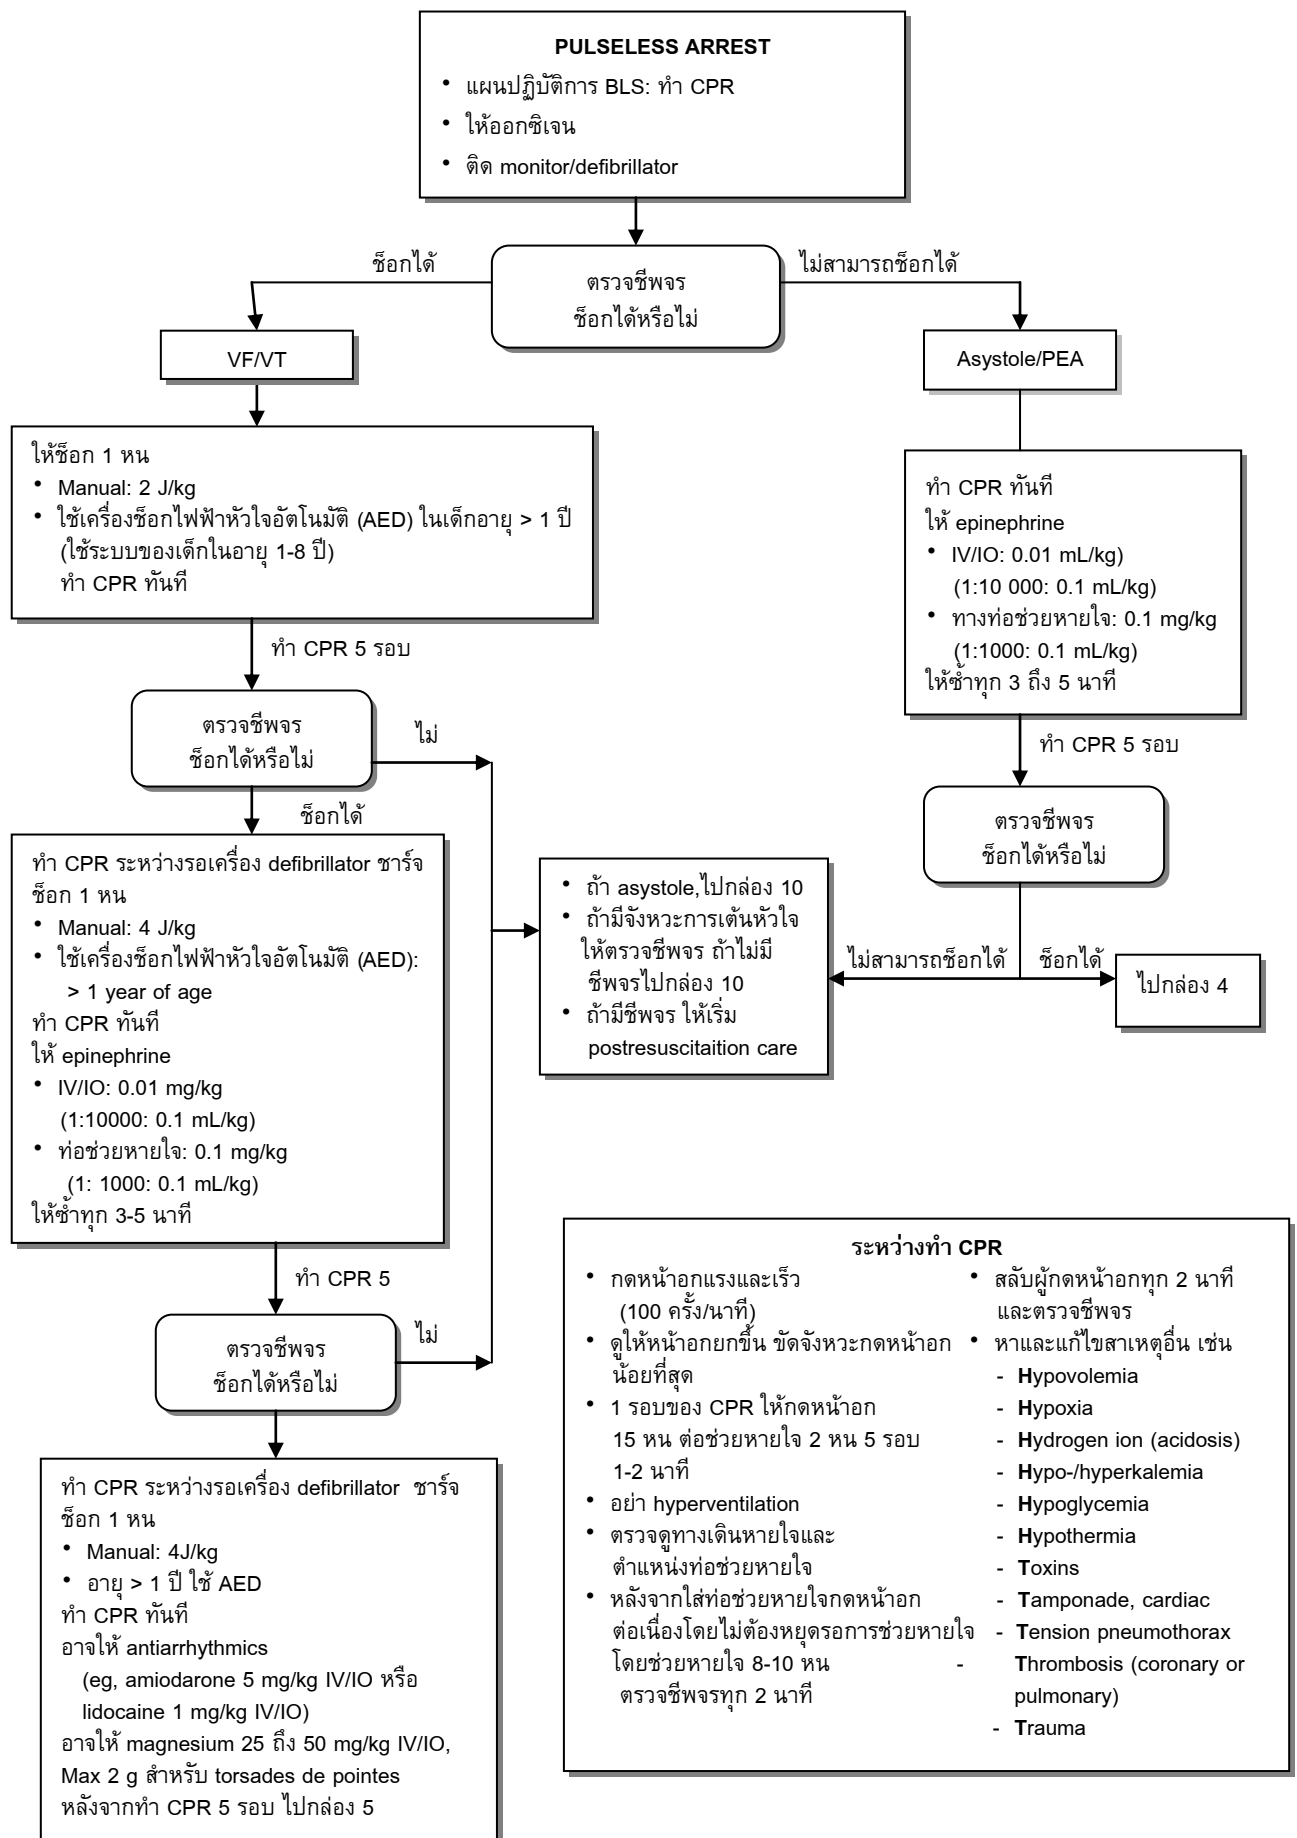 PULSELESS ARREST
• แผนปฏิบัติการ BLS: ทำ CPR
• ให้ออกซิเจน
• ติด monitor/defibrillator
ช็อกได้
ตรวจชีพจร
ช็อกได้หรือไม่
ไม่สามารถช็อกได้
VF/VT
Asystole/PEA
ให้ช็อก 1 หน
• Manual: 2 J/kg
• ใช้เครื่องช็อกไฟฟ้าหัวใจอัตโนมัติ (AED) ในเด็กอายุ > 1 ปี
(ใช้ระบบของเด็กในอายุ 1-8 ปี)
ทำ CPR ทันที
ทำ CPR ทันที
ให้ epinephrine
• IV/IO: 0.01 mL/kg)
(1:10 000: 0.1 mL/kg)
• ทางท่อช่วยหายใจ: 0.1 mg/kg
(1:1000: 0.1 mL/kg)
ให้ซ้ำทุก 3 ถึง 5 นาที
ทำ CPR 5 รอบ
ตรวจชีพจร
ช็อกได้หรือไม่
ไม่
ช็อกได้
ทำ CPR 5 รอบ
ตรวจชีพจร
ช็อกได้หรือไม่
ไม่สามารถช็อกได้
ช็อกได้
ไปกล่อง 4
ทำ CPR ระหว่างรอเครื่อง defibrillator ชาร์จ
ช็อก 1 หน
• Manual: 4 J/kg
• ใช้เครื่องช็อกไฟฟ้าหัวใจอัตโนมัติ (AED):
> 1 year of age
ทำ CPR ทันที
ให้ epinephrine
• IV/IO: 0.01 mg/kg
(1:10000: 0.1 mL/kg)
• ท่อช่วยหายใจ: 0.1 mg/kg
(1: 1000: 0.1 mL/kg)
ให้ซ้ำทุก 3-5 นาที
• ถ้า asystole,ไปกล่อง 10
• ถ้ามีจังหวะการเต้นหัวใจ
ให้ตรวจชีพจร ถ้าไม่มี
ชีพจรไปกล่อง 10
• ถ้ามีชีพจร ให้เริ่ม
postresuscitaition care
ทำ CPR 5
ตรวจชีพจร
ช็อกได้หรือไม่
ไม่
ทำ CPR ระหว่างรอเครื่อง defibrillator ชาร์จ
ช็อก 1 หน
• Manual: 4J/kg
• อายุ > 1 ปี ใช้ AED
ทำ CPR ทันที
อาจให้ antiarrhythmics
(eg, amiodarone 5 mg/kg IV/IO หรือ
lidocaine 1 mg/kg IV/IO)
อาจให้ magnesium 25 ถึง 50 mg/kg IV/IO,
Max 2 g สำหรับ torsades de pointes
หลังจากทำ CPR 5 รอบ ไปกล่อง 5
ระหว่างทำ CPR
• กดหน้าอกแรงและเร็ว
(100 ครั้ง/นาที)
• ดูให้หน้าอกยกขึ้น ขัดจังหวะกดหน้าอก
น้อยที่สุด
• 1 รอบของ CPR ให้กดหน้าอก
15 หน ต่อช่วยหายใจ 2 หน 5 รอบ
1-2 นาที
• อย่า hyperventilation
• ตรวจดูทางเดินหายใจและ
ตำแหน่งท่อช่วยหายใจ
• หลังจากใส่ท่อช่วยหายใจกดหน้าอก
ต่อเนื่องโดยไม่ต้องหยุดรอการช่วยหายใจ
โดยช่วยหายใจ 8-10 หน
ตรวจชีพจรทุก 2 นาที
• สลับผู้กดหน้าอกทุก 2 นาที
และตรวจชีพจร
• หาและแก้ไขสาเหตุอื่น เช่น
- Hypovolemia
- Hypoxia
- Hydrogen ion (acidosis)
- Hypo-/hyperkalemia
- Hypoglycemia
- Hypothermia
- Toxins
- Tamponade, cardiac
- Tension pneumothorax
- Thrombosis (coronary or
pulmonary)
- Trauma